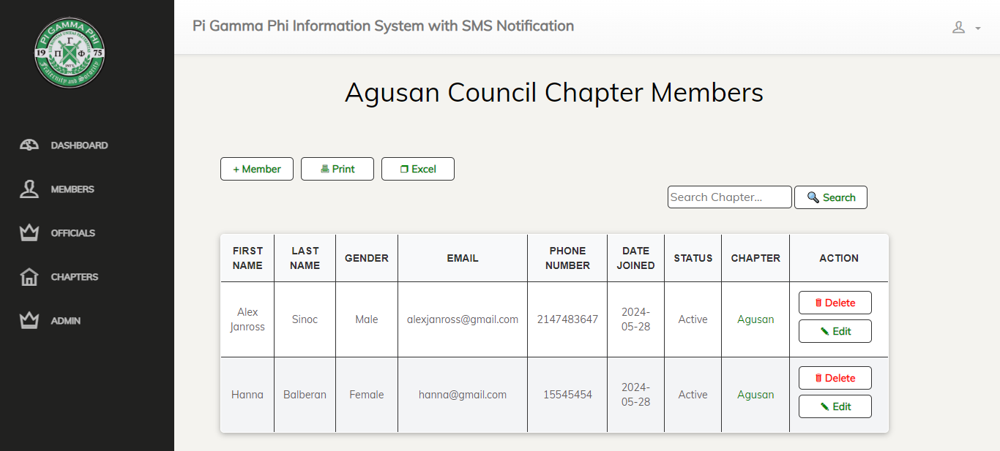 PI GAMMA PHI
19 75
Γ
Π Φ
Fraternity and Sorority
Pi Gamma Phi Information System with SMS Notification
DASHBOARD
MEMBERS
OFFICIALS
CHAPTERS
ADMIN
Agusan Council Chapter Members
+ Member Print Excel
Search Chapter... Search
FIRST NAME LAST NAME GENDER EMAIL PHONE NUMBER DATE JOINED STATUS CHAPTER ACTION
Alex Janross Sinoc Male alexjanross@gmail.com 2147483647 2024-05-28 Active Agusan Delete
Edit
Hanna Balberan Female hanna@gmail.com 15545454 2024-05-28 Active Agusan Delete
Edit